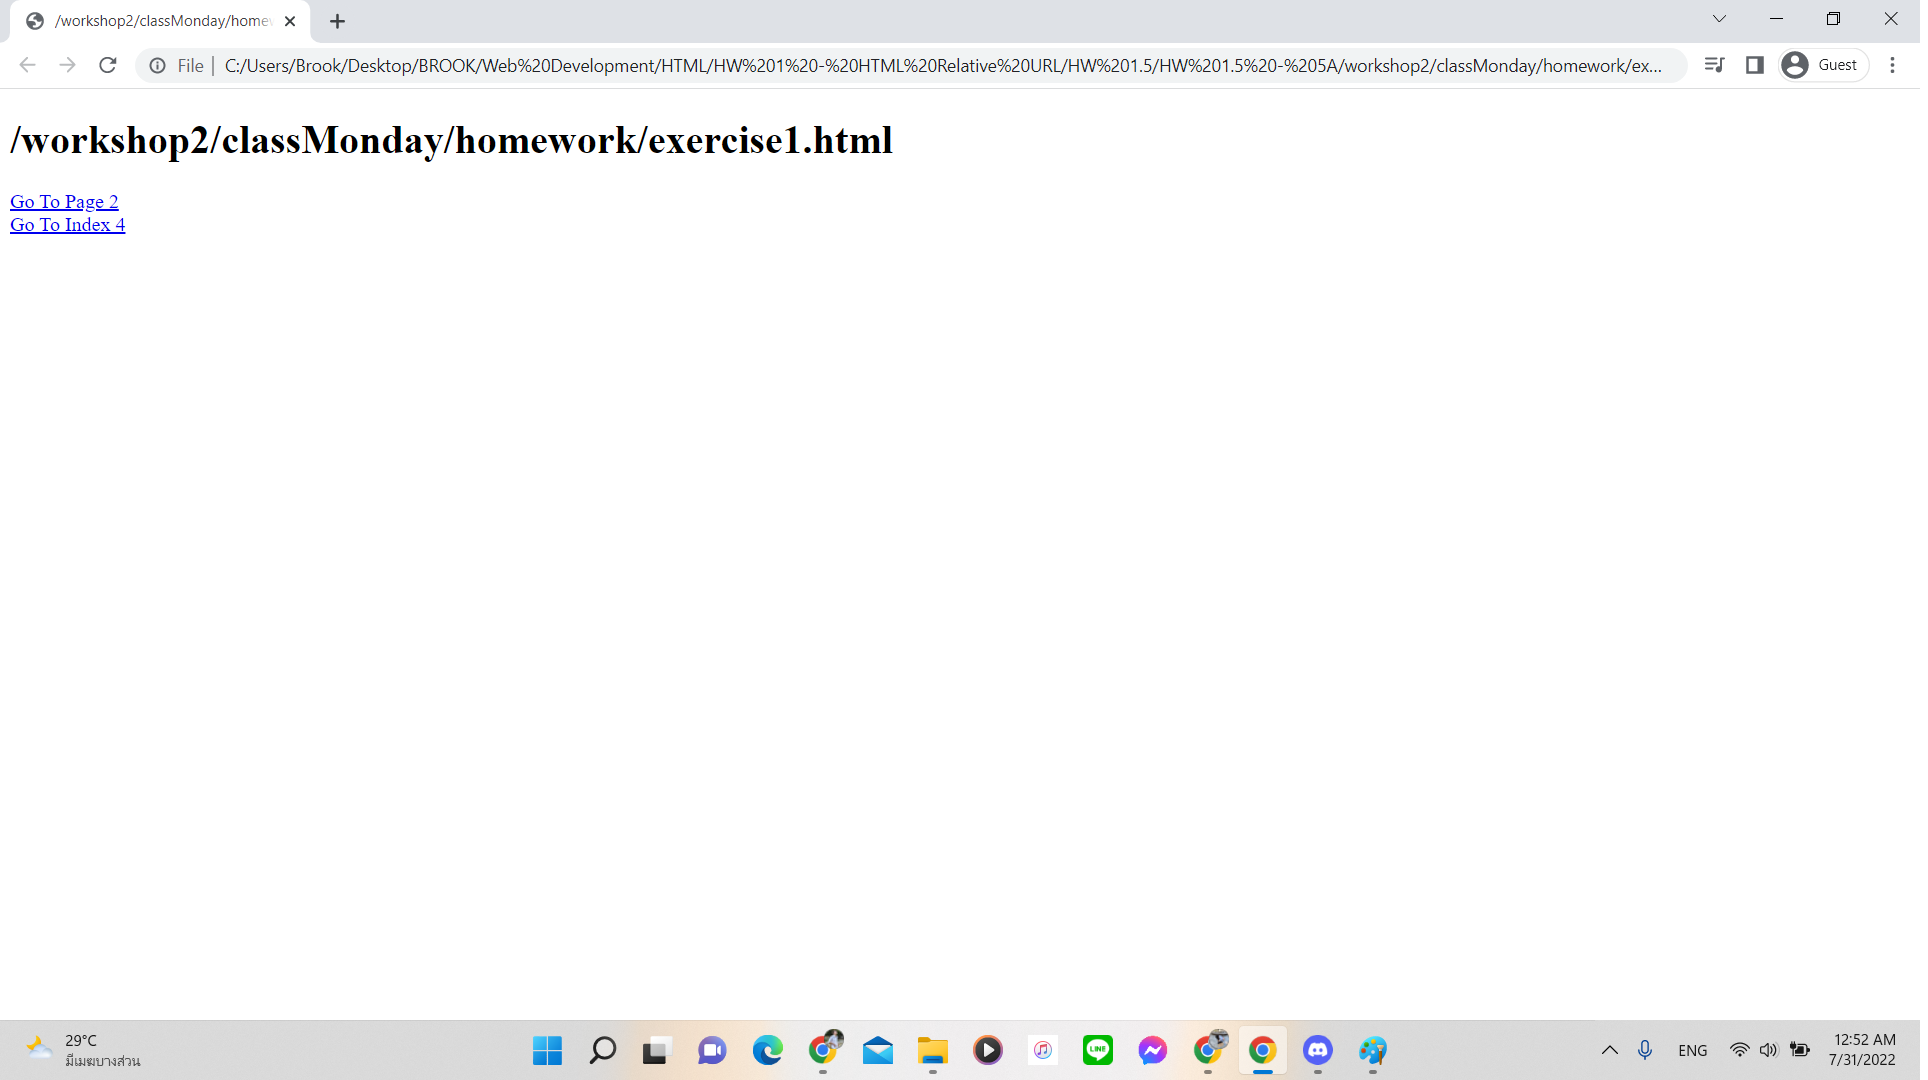 /workshop2/classMonday/homew
File | C:/Users/Brook/Desktop/BROOK/Web%20Development/HTML/HW%201%20-%20HTML%20Relative%20URL/HW%201.5/HW%201.5%20-%205A/workshop2/classMonday/homework/ex...
Guest
/workshop2/classMonday/homework/exercise1.html
Go To Page 2
Go To Index 4
29°C
มีเมฆบางส่วน
LINE
ENG
12:52 AM
7/31/2022